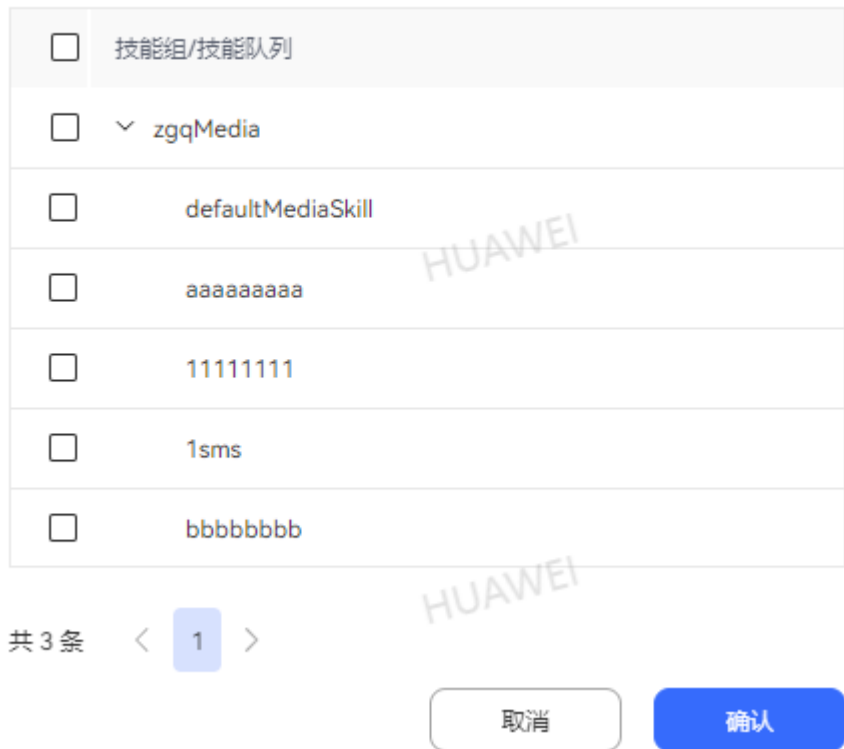 技能组/技能队列
zgqMedia
defaultMediaSkill
HUAWEI
aaaaaaaaa
11111111
1sms
bbbbbbbb
HUAWEI
共 3 条 < 1 >
取消 确认